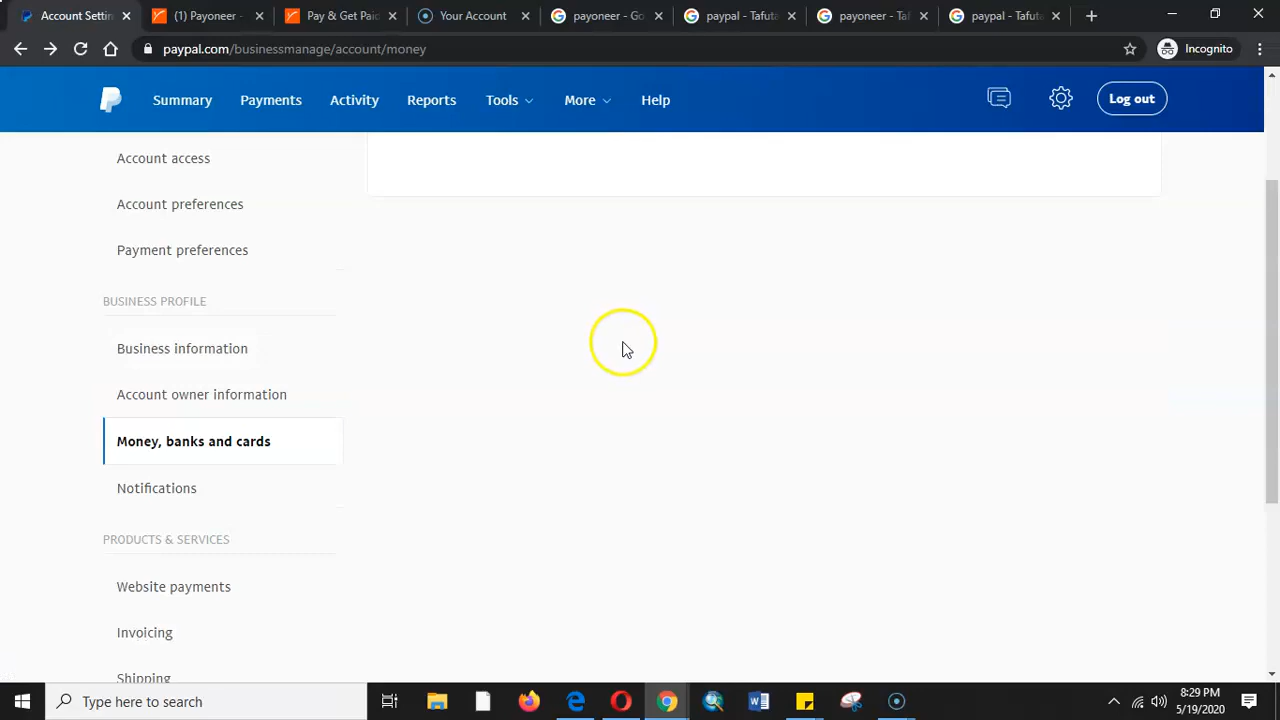 Account Settin
(1) Payoneer -
Pay & Get Paid
Your Account
payoneer - Go
paypal - Tafuta
payoneer - Taf
paypal - Tafuta
paypal.com/businessmanage/account/money
Incognito
Summary
Payments
Activity
Reports
Tools
More
Help
Log out
Account access
Account preferences
Payment preferences
BUSINESS PROFILE
Business information
Account owner information
Money, banks and cards
Notifications
PRODUCTS & SERVICES
Website payments
Invoicing
Shipping
Type here to search
8:29 PM
5/19/2020